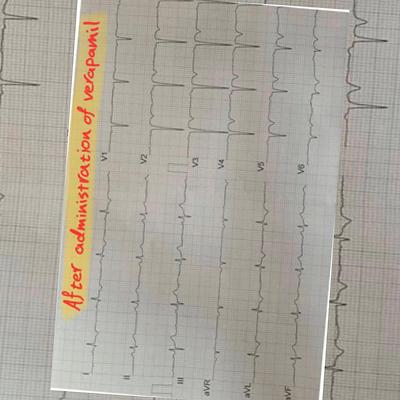 After administration of verapamil
I
II
III
aVR
aVL
aVF
V1
V2
V3
V4
V5
V6